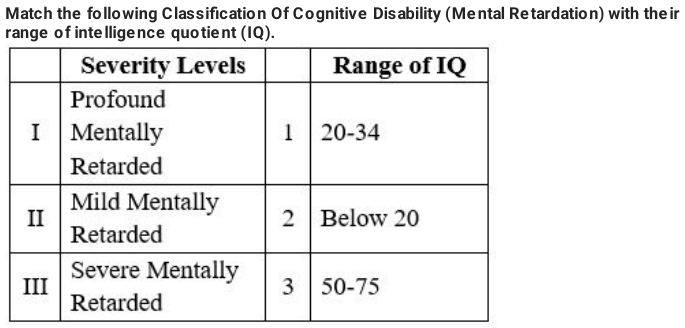 Match the following Classification Of Cognitive Disability (Mental Retardation) with their
range of intelligence quotient (IQ).
Severity Levels Range of IQ
Profound
I Mentally 1 20-34
Retarded
Mild Mentally
II 2 Below 20
Retarded
Severe Mentally
III 3 50-75
Retarded